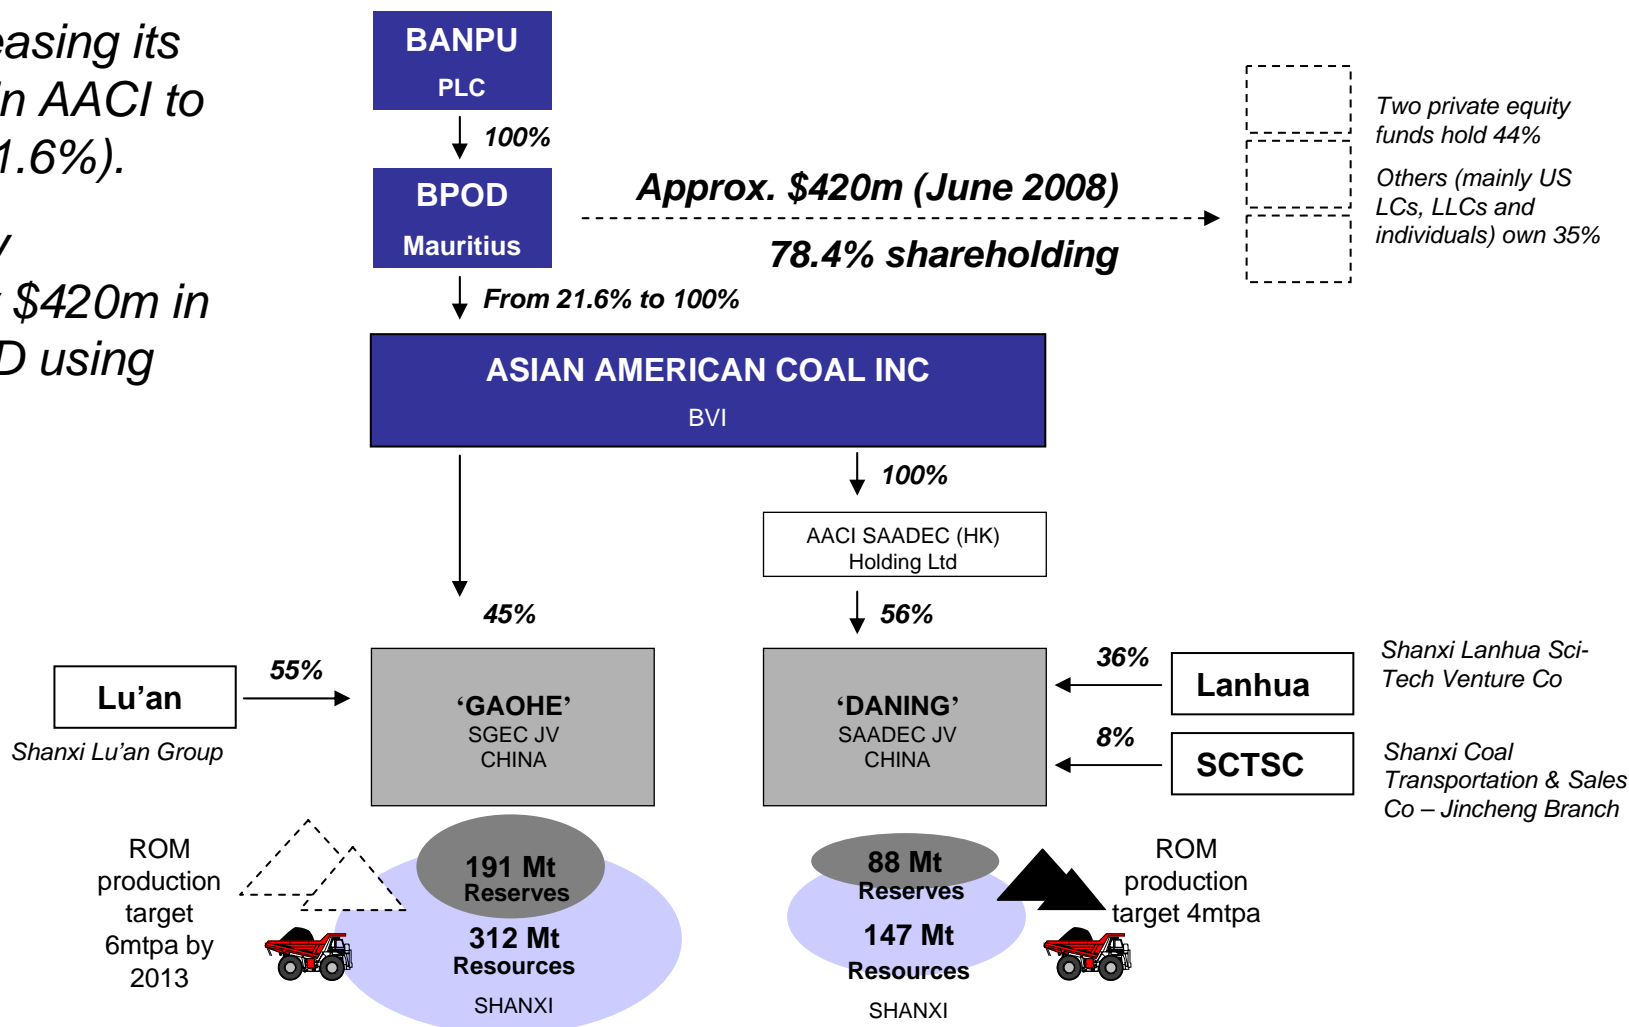 easing its
in AACI to
1.6%).
y
$420m in
D using
BANPU
PLC
100%
BPOD
Mauritius
Approx. $420m (June 2008)
78.4% shareholding
Two private equity
funds hold 44%
Others (mainly US
LCs, LLCs and
individuals) own 35%
From 21.6% to 100%
ASIAN AMERICAN COAL INC
BVI
100%
AACI SAADEC (HK)
Holding Ltd
45%
56%
Lu’an
55%
Shanxi Lu’an Group
‘GAOHE’
SGEC JV
CHINA
‘DANING’
SAADEC JV
CHINA
36%
Lanhua
Shanxi Lanhua Sci-
Tech Venture Co
8%
SCTSC
Shanxi Coal
Transportation & Sales
Co – Jincheng Branch
ROM
production
target
6mtpa by
2013
191 Mt
Reserves
312 Mt
Resources
SHANXI
88 Mt
Reserves
147 Mt
Resources
SHANXI
ROM
production
target 4mtpa